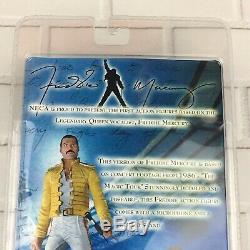 Freddie Mercury
NECA is proud to present the first action figure based on the
legendary Queen vocalist, Freddie Mercury.
This version of Freddie Mercury is based
on concert footage from 1986's "The
Magic Tour". Stunningly detailed and
this Freddie action figure
comes with a microphone and
stand